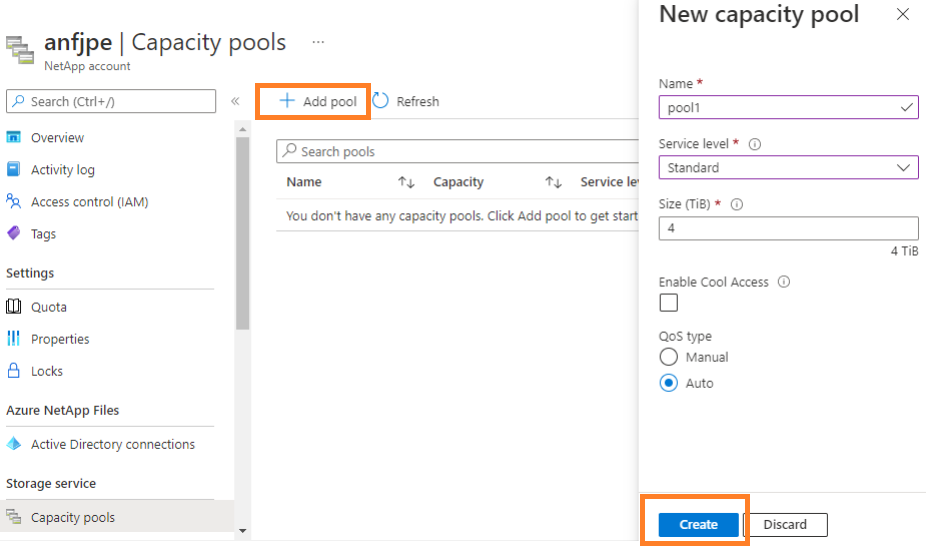 anfjpe | Capacity pools ...
NetApp account
Search (Ctrl+/)
«
Overview
Activity log
Access control (IAM)
Tags
Settings
Quota
Properties
Locks
Azure NetApp Files
Active Directory connections
Storage service
Capacity pools
+ Add pool
Refresh
Search pools
Name ↑↓ Capacity ↑↓ Service le
You don't have any capacity pools. Click Add pool to get start
New capacity pool
Name *
pool1
Service level *
Standard
Size (TiB) *
4
4 TiB
Enable Cool Access
QoS type
Manual
Auto
Create Discard